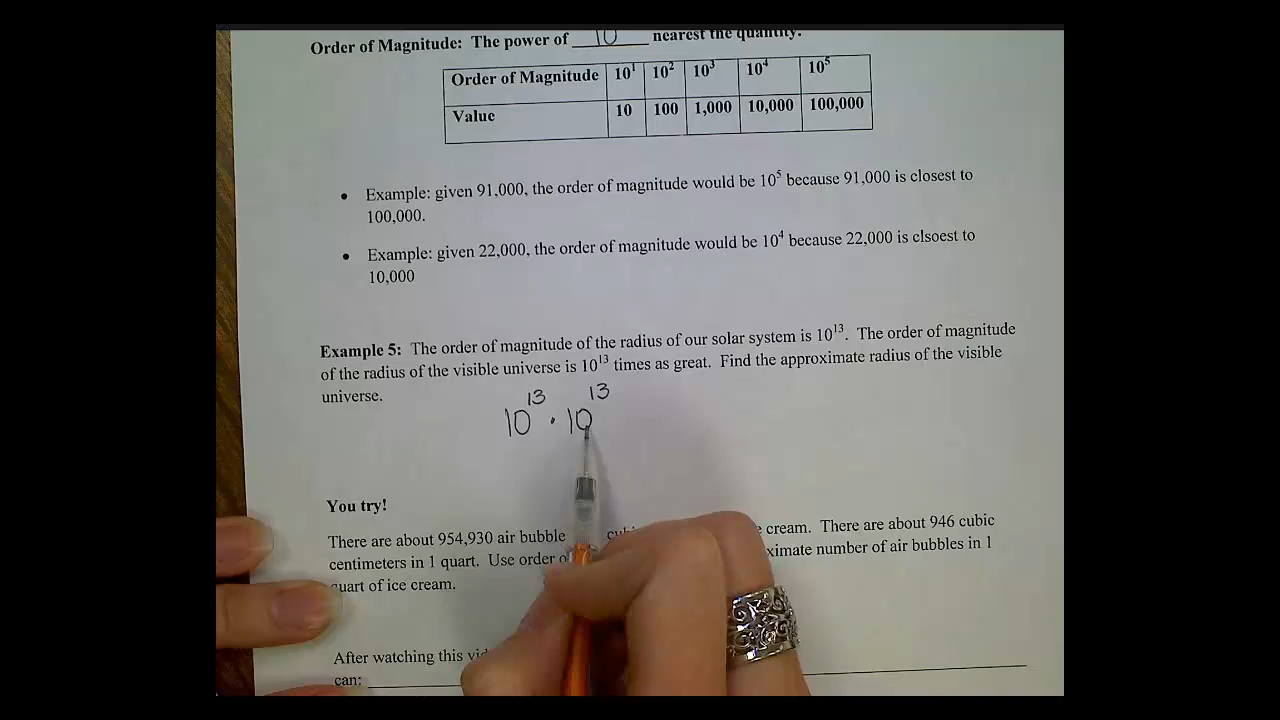 Order of Magnitude: The power of 10 nearest the quantity.
Order of Magnitude 10¹ 10² 10³ 10⁴ 10⁵
Value 10 100 1,000 10,000 100,000
• Example: given 91,000, the order of magnitude would be 10⁵ because 91,000 is closest to
100,000.
• Example: given 22,000, the order of magnitude would be 10⁴ because 22,000 is clsoest to
10,000
Example 5: The order of magnitude of the radius of our solar system is 10¹³. The order of magnitude
of the radius of the visible universe is 10¹³ times as great. Find the approximate radius of the visible
universe.
10¹³ · 10¹³
You try!
There are about 954,930 air bubble cream. There are about 946 cubic
centimeters in 1 quart. Use order number of air bubbles in 1
quart of ice cream.
After watching this
can: